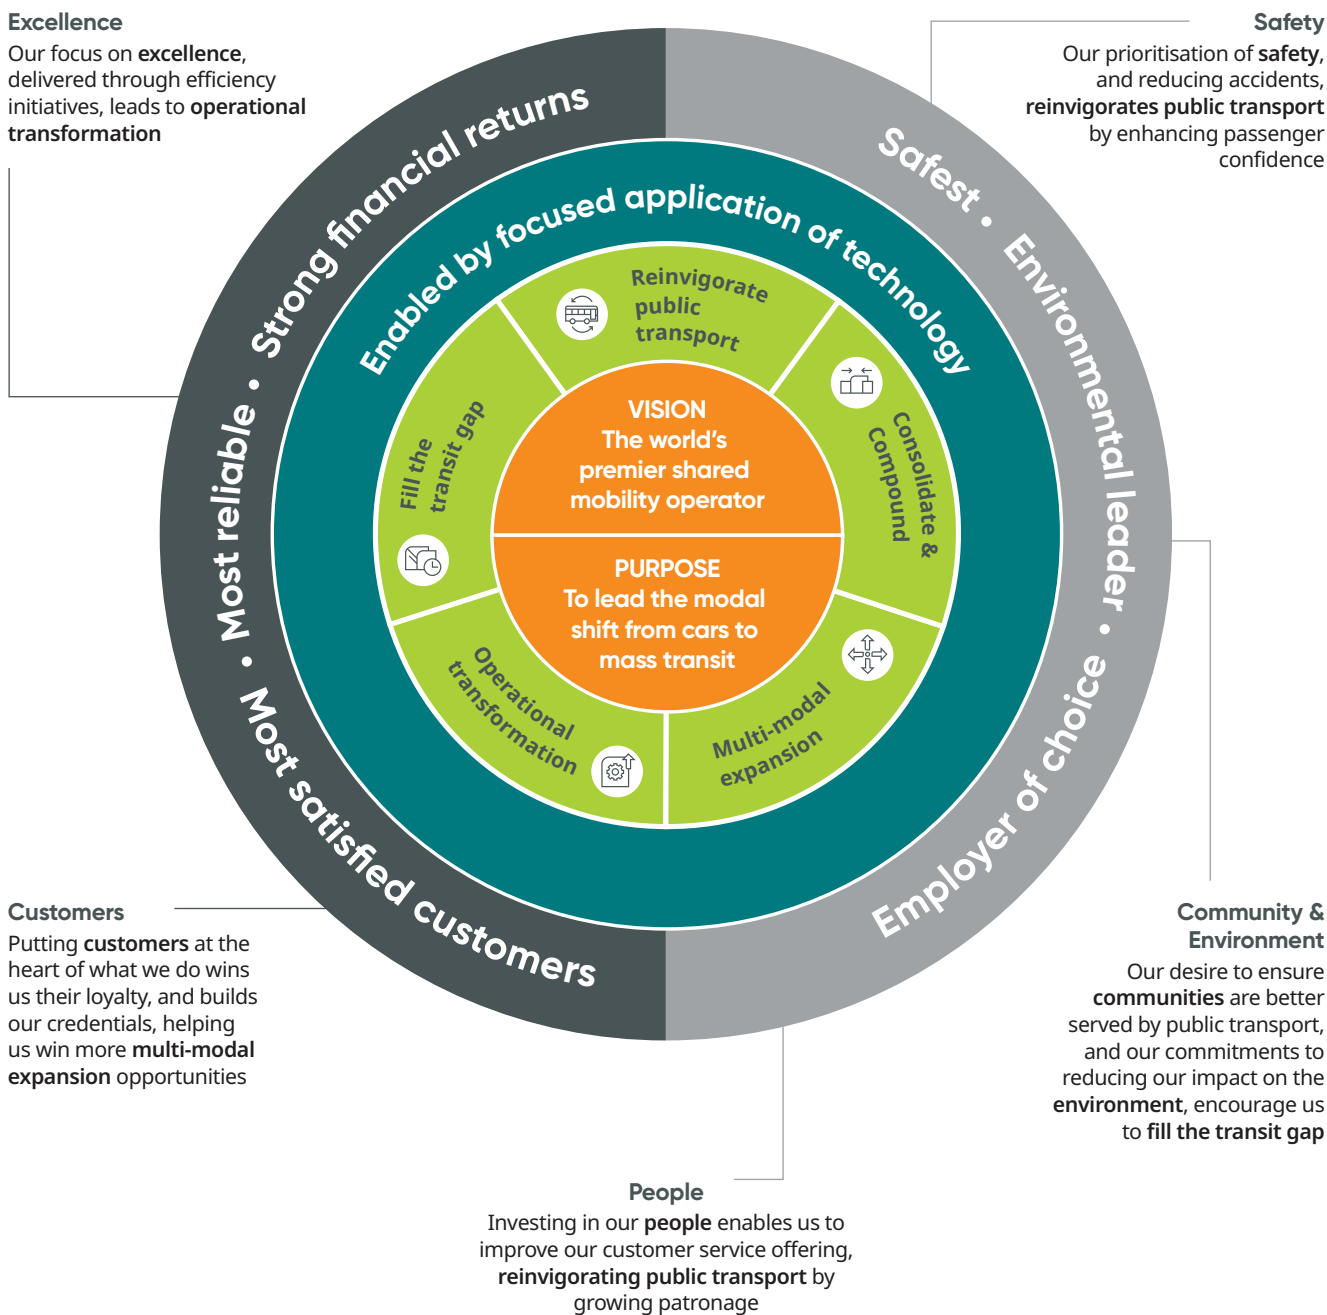 Excellence
Our focus on excellence,
delivered through efficiency
initiatives, leads to operational
transformation
Safety
Our prioritisation of safety,
and reducing accidents,
reinvigorates public transport
by enhancing passenger
confidence
Most satisfied customers • Most reliable • Strong financial returns
Safest • Environmental leader • Employer of choice
Enabled by focused application of technology
Reinvigorate
public
transport
Consolidate &
Compound
Multi-modal
expansion
Operational
transformation
Fill the
transit gap
VISION
The world's
premier shared
mobility operator
PURPOSE
To lead the modal
shift from cars to
mass transit
Customers
Putting customers at the
heart of what we do wins
us their loyalty, and builds
our credentials, helping
us win more multi-modal
expansion opportunities
Community &
Environment
Our desire to ensure
communities are better
served by public transport,
and our commitments to
reducing our impact on the
environment, encourage us
to fill the transit gap
People
Investing in our people enables us to
improve our customer service offering,
reinvigorating public transport by
growing patronage